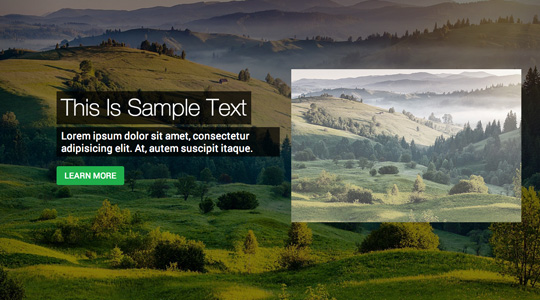 This Is Sample Text
Lorem ipsum dolor sit amet, consectetur
adipisicing elit. At, autem suscipit itaque.
LEARN MORE